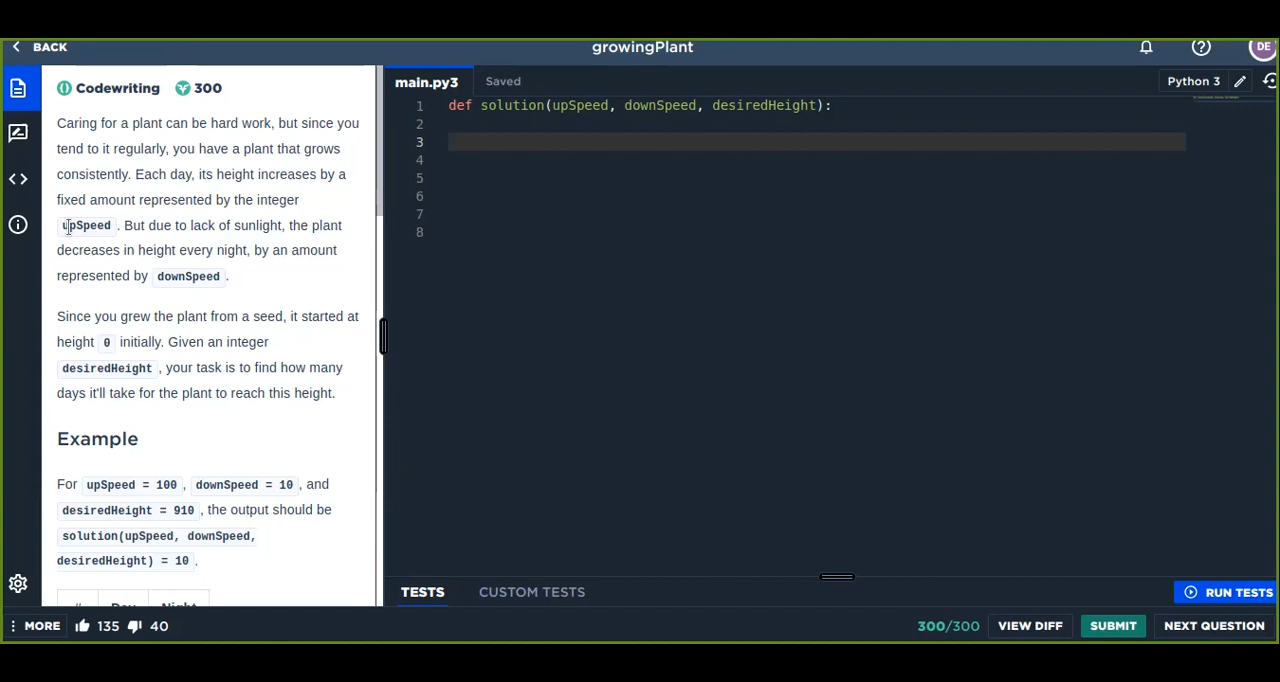 BACK
growingPlant
DE
Codewriting
300
main.py3
Saved
Python 3
Caring for a plant can be hard work, but since you
tend to it regularly, you have a plant that grows
consistently. Each day, its height increases by a
fixed amount represented by the integer
upSpeed . But due to lack of sunlight, the plant
decreases in height every night, by an amount
represented by downSpeed .
Since you grew the plant from a seed, it started at
height 0 initially. Given an integer
desiredHeight , your task is to find how many
days it'll take for the plant to reach this height.
Example
For upSpeed = 100 , downSpeed = 10 , and
desiredHeight = 910 , the output should be
solution(upSpeed, downSpeed,
desiredHeight) = 10 .
# Day Night
1 def solution(upSpeed, downSpeed, desiredHeight):
2
3
4
5
6
7
8
TESTS
CUSTOM TESTS
RUN TESTS
MORE
135
40
300/300
VIEW DIFF
SUBMIT
NEXT QUESTION